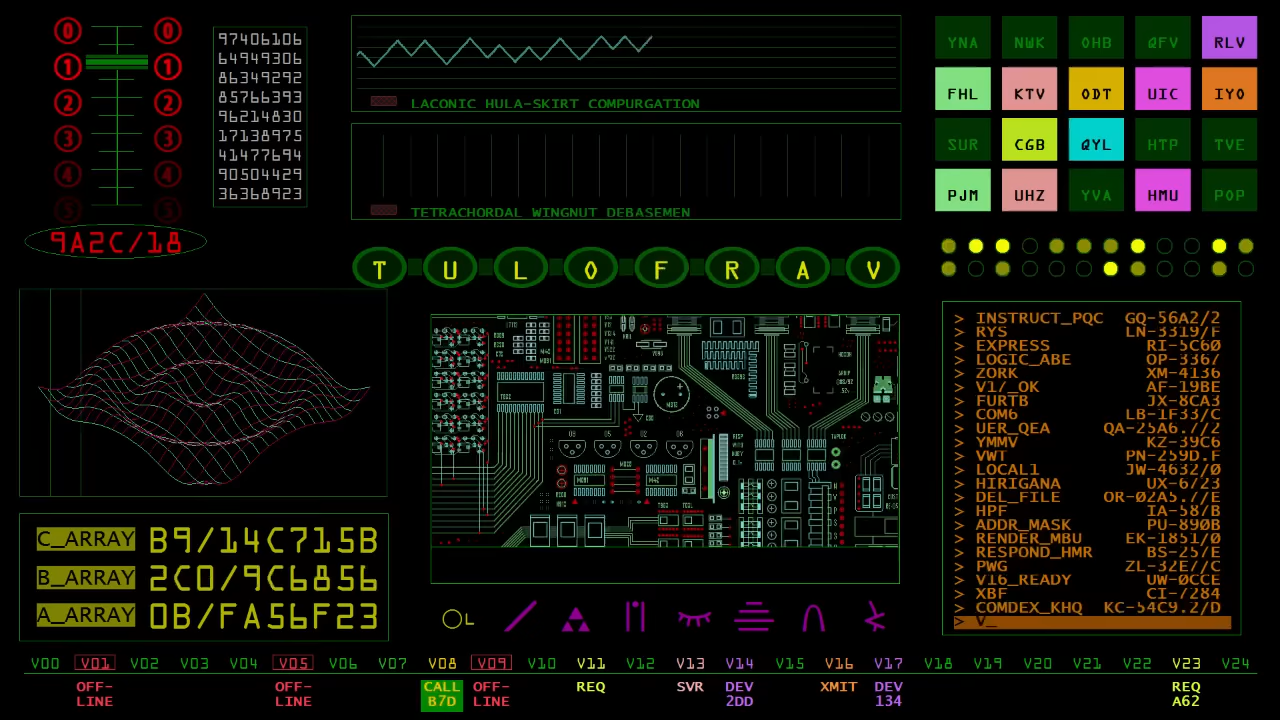 0 0
1 1
2 2
3 3
4 4
5 5
9A2C/18
97406106
64949306
86349292
85766393
96214830
17138975
41477694
90504429
36368923
LACONIC HULA-SKIRT COMPURGATION
TETRACHORDAL WINGNUT DEBASEMEN
T U L O F R A V
YNA NWK OHB QFV RLV
FHL KTV ODT UIC IYO
SUR CGB QYL HTP TVE
PJM UHZ YVA HMU POP
> INSTRUCT_PQC GQ-56A2/2
> RYS LN-3319/F
> EXPRESS RI-5C60
> LOGIC_ABE OP-3367
> ZORK XM-4136
> V17_OK AF-19BE
> FURTB JX-8CA3
> COM6 LB-1F33/C
> UER_QEA QA-25A6.7/2
> YMMV KZ-39C6
> VWT PN-259D.F
> LOCAL1 JW-4632/0
> HIRIGANA UX-6723
> DEL_FILE OR-02A5.7/E
> HPF IA-587B
> ADDR_MASK PU-890B
> RENDER_MBU EK-1851/0
> RESPOND_HMR BS-257E
> PWG ZL-32E7/C
> V16_READY UW-0CCE
> XBF CI-7284
> COMDEX_KHQ KC-54C9.2/D
> V_
C_ARRAY B9/14C715B
B_ARRAY 2C0/9C6856
A_ARRAY 0B/FA56F23
V00 V01 V02 V03 V04 V05 V06 V07 V08 V09 V10 V11 V12 V13 V14 V15 V16 V17 V18 V19 V20 V21 V22 V23 V24
OFF-LINE OFF-LINE CALL B7D OFF-LINE REQ SVR DEV 2DD XMIT DEV 134 REQ A62